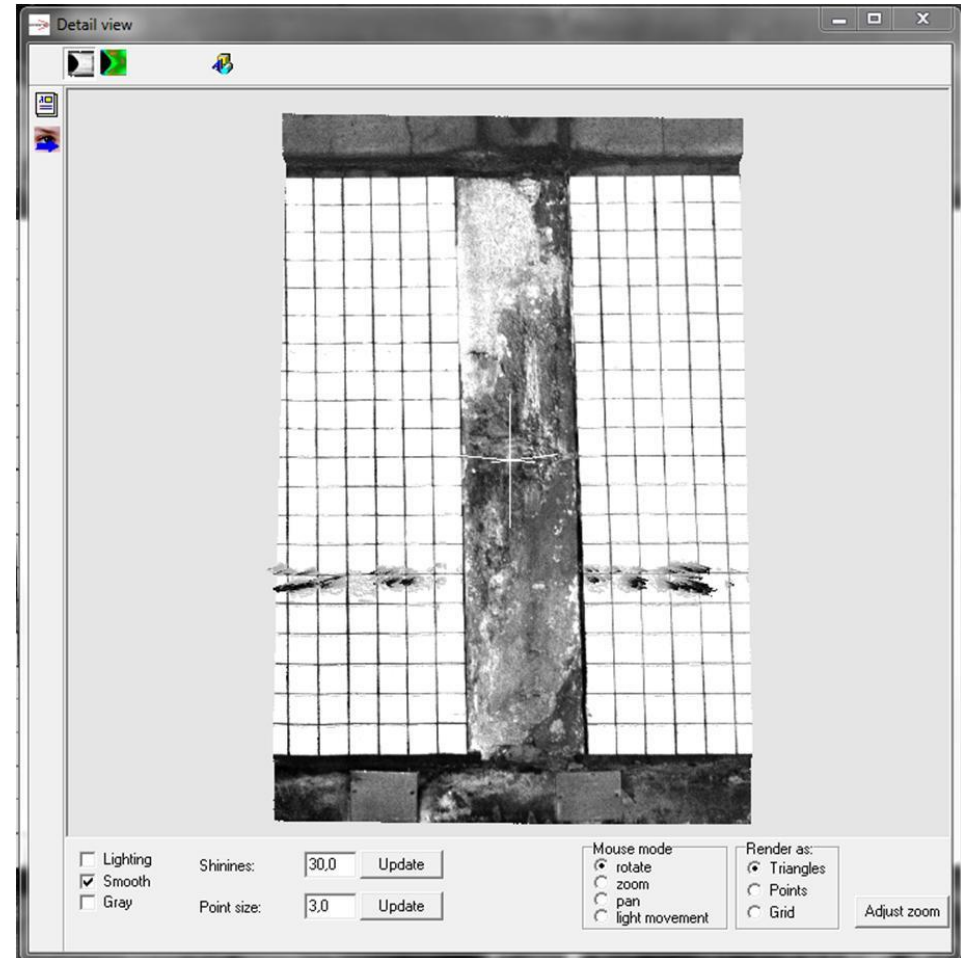 Detail view
Lighting
Smooth
Gray
Shinines:
30,0
Update
Point size:
3,0
Update
Mouse mode
rotate
zoom
pan
light movement
Render as:
Triangles
Points
Grid
Adjust zoom